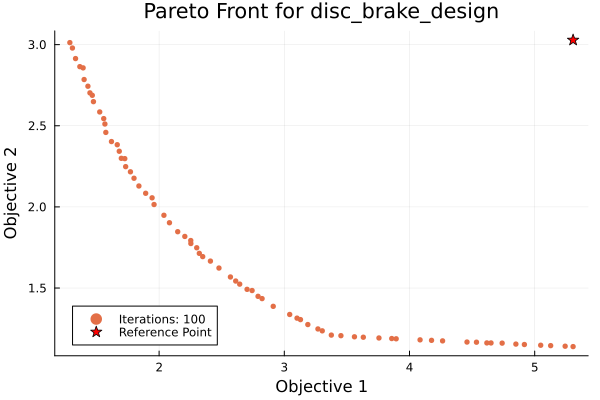 Pareto Front for disc_brake_design
Objective 2
3.0
2.5
2.0
1.5
Iterations: 100
Reference Point
2 3 4 5
Objective 1